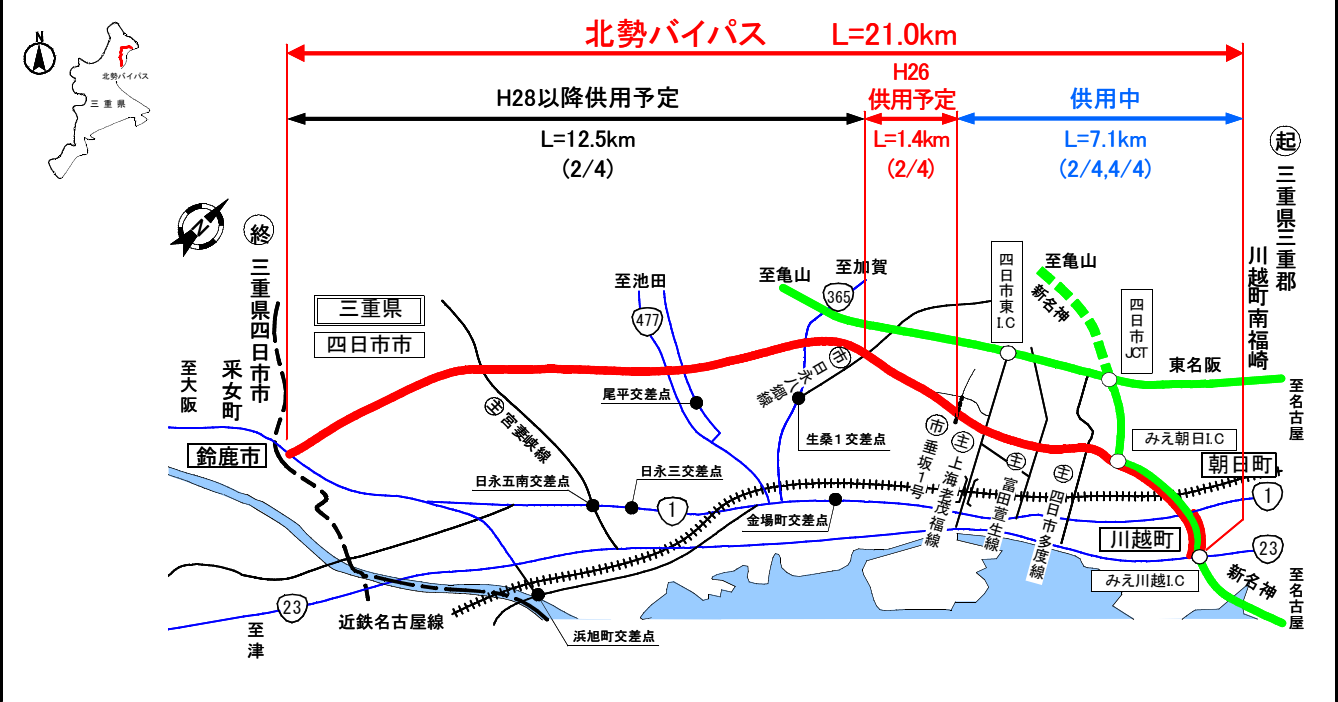 北勢バイパス L=21.0km
N
北勢バイパス
三重県
H28以降供用予定
L=12.5km
(2/4)
H26
供用予定
L=1.4km
(2/4)
供用中
L=7.1km
(2/4,4/4)
起
三重県三重郡
川越町南福崎
N
終
三重県四日市市
采女町
三重県
四日市市
至大阪
鈴鹿市
至池田
477
至亀山
至加賀
365
四日市東I.C
至亀山
新名神
四日市JCT
東名阪
至名古屋
尾平交差点
市
日永八郷線
生桑1交差点
主
宮妻峡線
日永五南交差点
日永三交差点
1
金場町交差点
市
垂坂1号
主
上海老茂福線
主
富田萱生線
主
四日市多度線
みえ朝日I.C
朝日町
1
川越町
23
みえ川越I.C
新名神
至名古屋
23
至津
近鉄名古屋線
浜旭町交差点